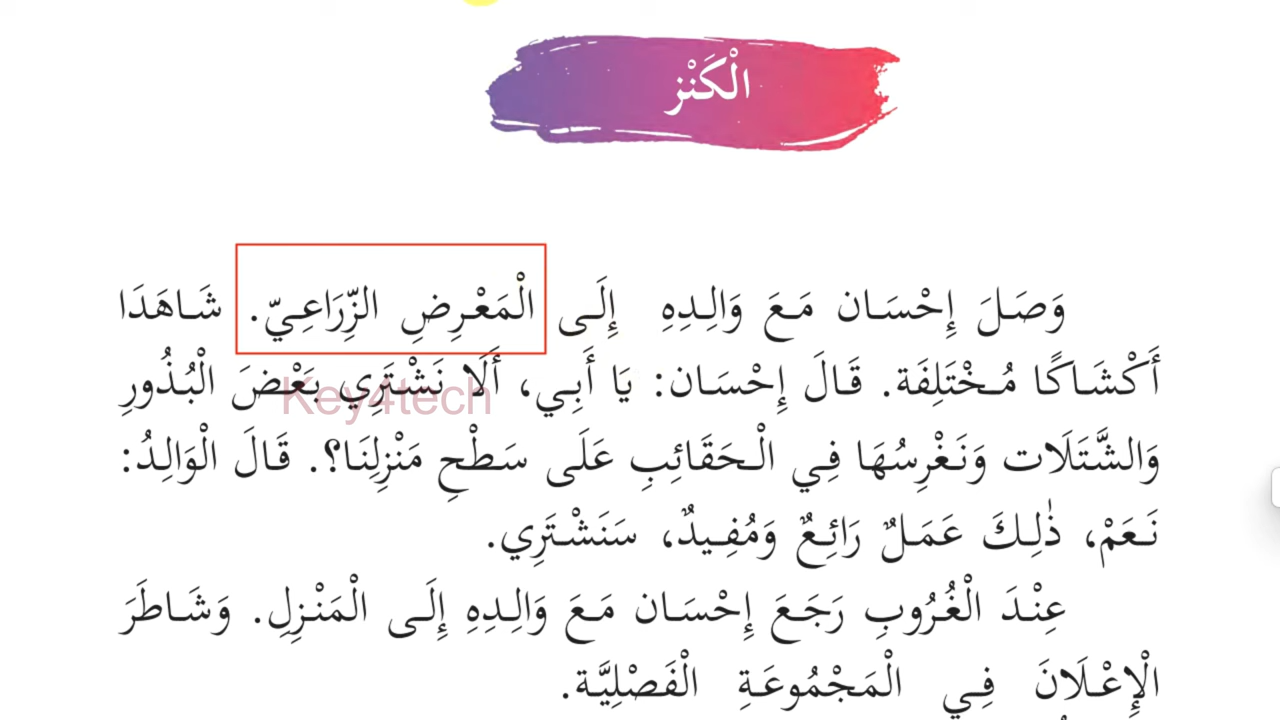 الْكَنْز
وَصَلَ إِحْسَان مَعَ وَالِدِهِ إِلَى الْمَعْرِضِ الزِّرَاعِيّ. شَاهَدَا
أَكْشَاكًا مُخْتَلِفَة. قَالَ إِحْسَان: يَا أَبِي، أَلَا نَشْتَرِي بَعْضَ الْبُذُورِ
Key4tech
وَالشَّتَلَات وَنَغْرِسُهَا فِي الْحَقَائِبِ عَلَى سَطْحِ مَنْزِلِنَا؟. قَالَ الْوَالِدُ:
نَعَمْ، ذٰلِكَ عَمَلٌ رَائِعٌ وَمُفِيدٌ، سَنَشْتَرِي.
عِنْدَ الْغُرُوبِ رَجَعَ إِحْسَان مَعَ وَالِدِهِ إِلَى الْمَنْزِلِ. وَشَاطَرَ
الْإِعْلَانَ فِي الْمَجْمُوعَةِ الْفَصْلِيَّة.